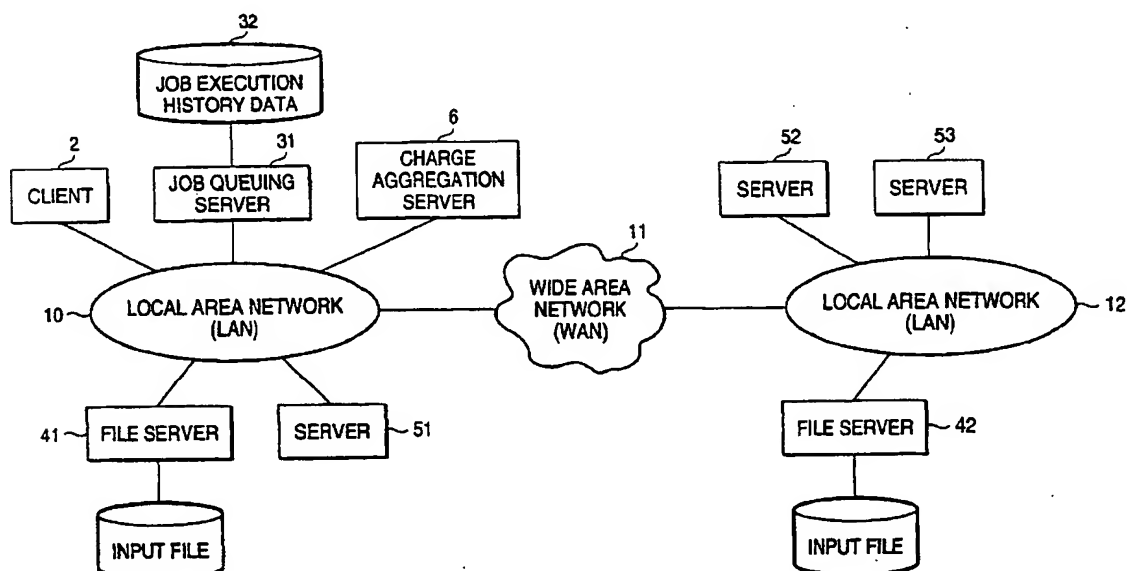 32
JOB EXECUTION
HISTORY DATA
2
CLIENT
31
JOB QUEUING
SERVER
6
CHARGE
AGGREGATION
SERVER
52
SERVER
53
SERVER
10
LOCAL AREA NETWORK
(LAN)
11
WIDE AREA
NETWORK
(WAN)
LOCAL AREA NETWORK
(LAN)
12
41
FILE SERVER
SERVER
51
FILE SERVER
42
INPUT FILE
INPUT FILE